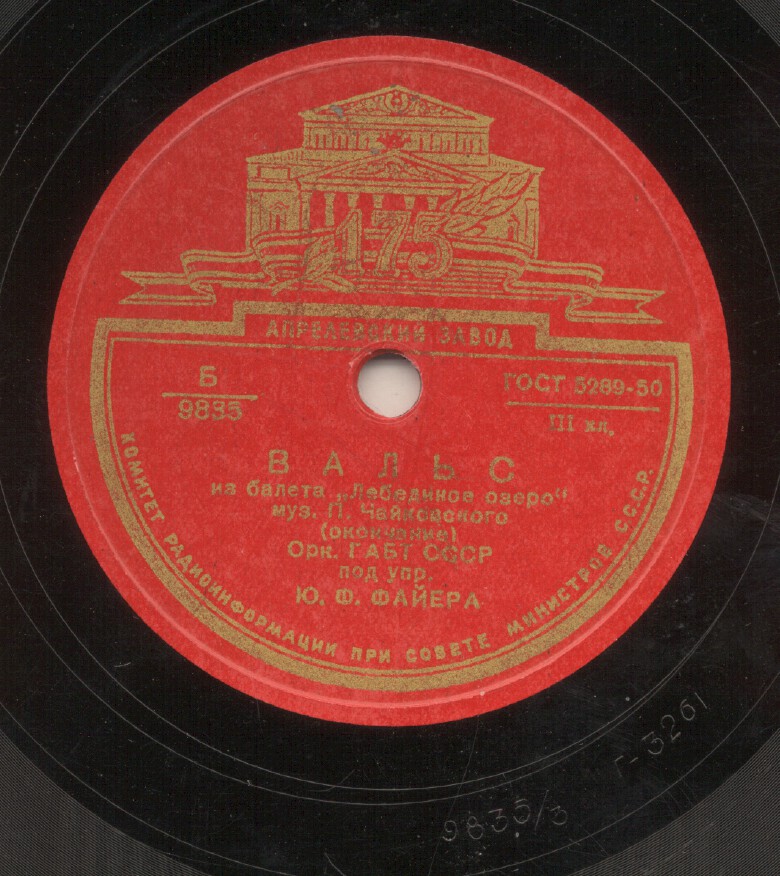 175
АПРЕЛЕВСКИЙ ЗАВОД
Б
9835
ГОСТ 5289-50
III кл.
ВАЛЬС
из балета „Лебединое озеро“
муз. П. Чайковского
(окончание)
Орк. ГАБТ СССР
под упр.
Ю. Ф. ФАЙЕРА
КОМИТЕТ РАДИОИНФОРМАЦИИ ПРИ СОВЕТЕ МИНИСТРОВ СССР.
9835/3 Г-3261